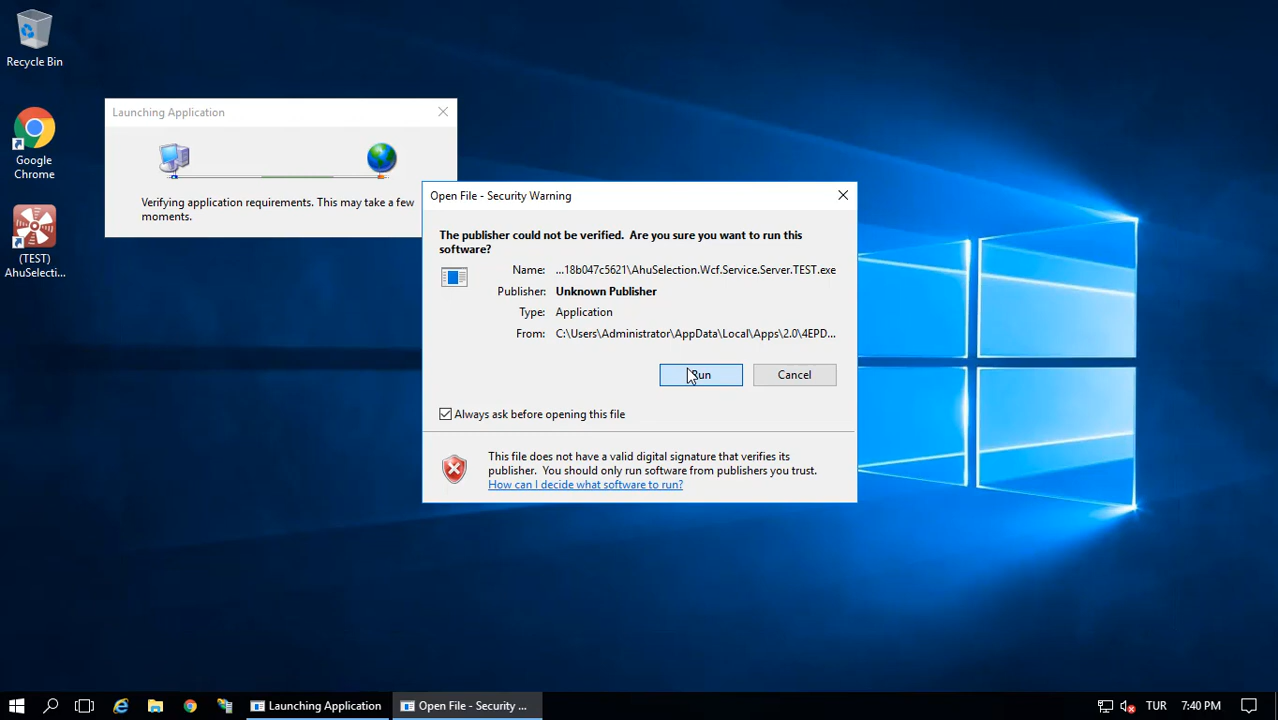 Recycle Bin
Google
Chrome
(TEST)
AhuSelecti...
Launching Application
Verifying application requirements. This may take a few
moments.
Open File - Security Warning
The publisher could not be verified. Are you sure you want to run this
software?
Name: ...18b047c5621\AhuSelection.Wcf.Service.Server.TEST.exe
Publisher: Unknown Publisher
Type: Application
From: C:\Users\Administrator\AppData\Local\Apps\2.0\4EPD...
Run Cancel
Always ask before opening this file
This file does not have a valid digital signature that verifies its
publisher. You should only run software from publishers you trust.
How can I decide what software to run?
Launching Application Open File - Security ... TUR 7:40 PM